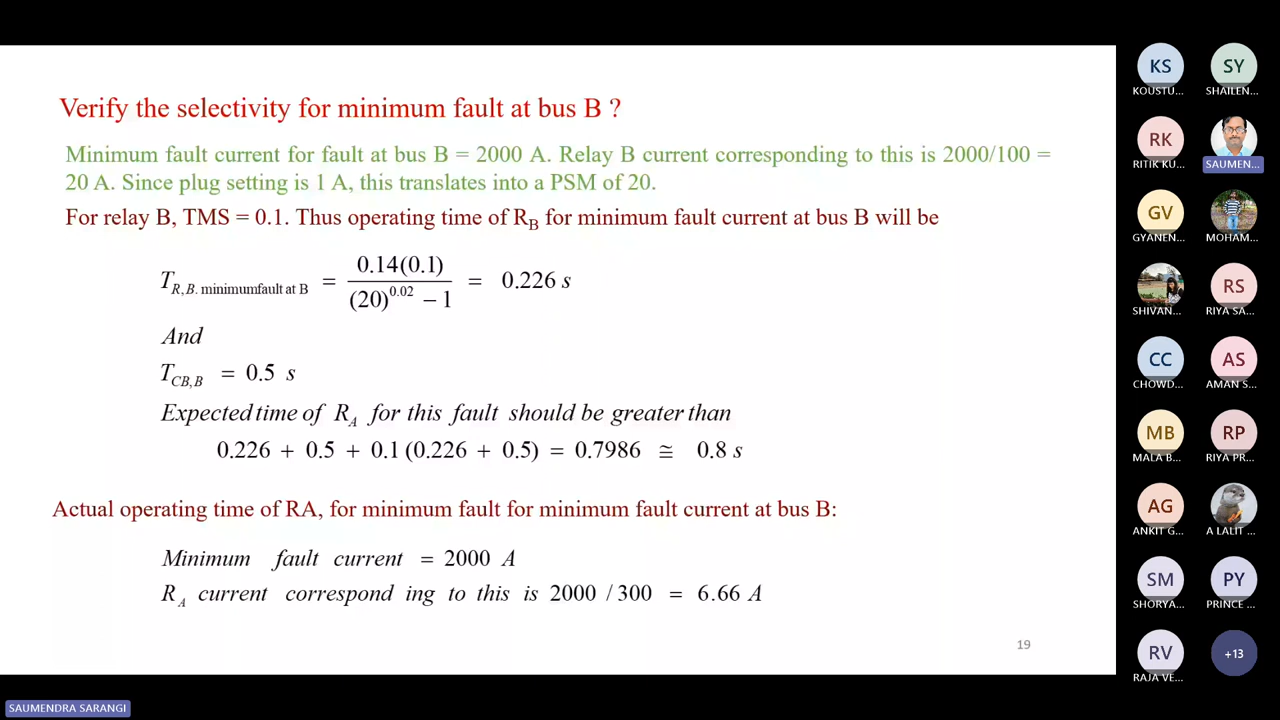 Verify the selectivity for minimum fault at bus B ?
Minimum fault current for fault at bus B = 2000 A. Relay B current corresponding to this is 2000/100 =
20 A. Since plug setting is 1 A, this translates into a PSM of 20.
For relay B, TMS = 0.1. Thus operating time of R_B for minimum fault current at bus B will be
T_{R,B. minimumfault at B} = 0.14(0.1) / ((20)^{0.02} − 1) = 0.226 s
And
T_{CB,B} = 0.5 s
Expected time of R_A for this fault should be greater than
0.226 + 0.5 + 0.1 (0.226 + 0.5) = 0.7986 ≅ 0.8 s
Actual operating time of RA, for minimum fault for minimum fault current at bus B:
Minimum fault current = 2000 A
R_A current correspond ing to this is 2000 / 300 = 6.66 A
19
KS
KOUSTU...
SY
SHAILEN...
RK
RITIK KU...
SAUMEN...
GV
GYANEN...
MOHAM...
SHIVAN...
RS
RIYA SA...
CC
CHOWD...
AS
AMAN S...
MB
MALA B...
RP
RIYA PR...
AG
ANKIT G...
A LALIT ...
SM
SHORYA...
PY
PRINCE ...
RV
RAJA VE...
+13
SAUMENDRA SARANGI